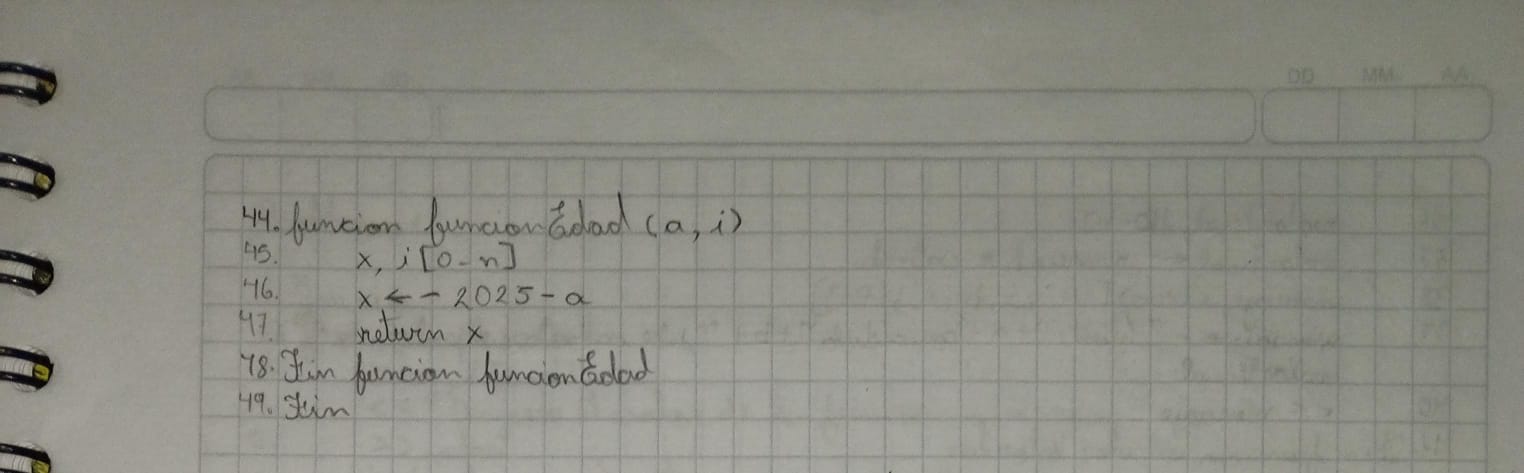 DD MM AA
44. funcion funcionEdad (a, i)
45. x, i [0-n]
46. x <- 2025-a
47. return x
48. Fin funcion funcionEdad
49. Fin